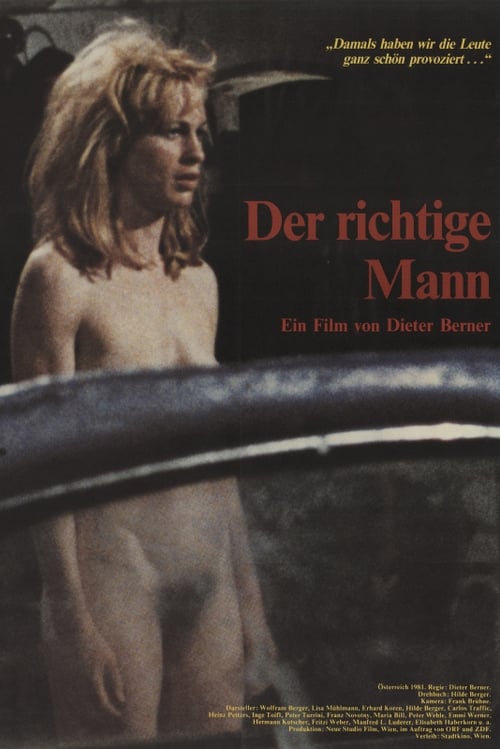 „Damals haben wir die Leute
ganz schön provoziert . . .“
Der richtige
Mann
Ein Film von Dieter Berner
Österreich 1981. Regie: Dieter Berner.
Drehbuch: Hilde Berger.
Kamera: Frank Brühne.
Darsteller: Wolfram Berger, Lisa Mühlmann, Erhard Koren, Hilde Berger, Carlos Traffic,
Heinz Petters, Inge Toifl, Peter Turrini, Franz Novotny, Maria Bill, Peter Weble, Emmi Werner,
Hermann Kutscher, Fritzi Weber, Manfred L. Luderer, Elisabeth Haberkorn u. a.
Produktion: Neue Studio Film, Wien, im Auftrag von ORF und ZDF.
Verleih: Stadtkino, Wien.